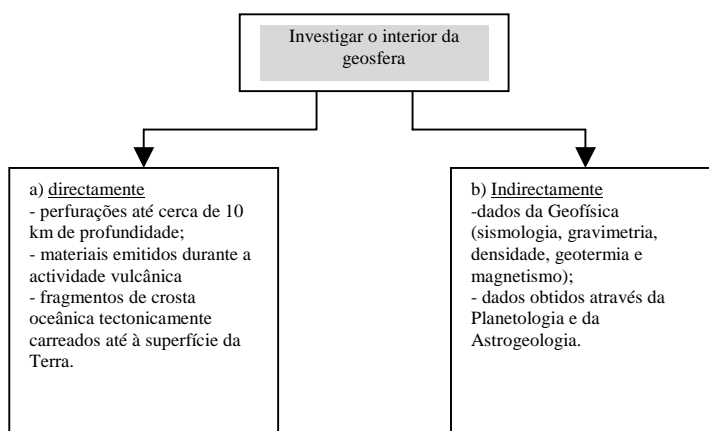 Investigar o interior da
geosfera
a) directamente
- perfurações até cerca de 10
km de profundidade;
- materiais emitidos durante a
actividade vulcânica
- fragmentos de crosta
oceânica tectonicamente
carreados até à superfície da
Terra.
b) Indirectamente
-dados da Geofísica
(sismologia, gravimetria,
densidade, geotermia e
magnetismo);
- dados obtidos através da
Planetologia e da
Astrogeologia.